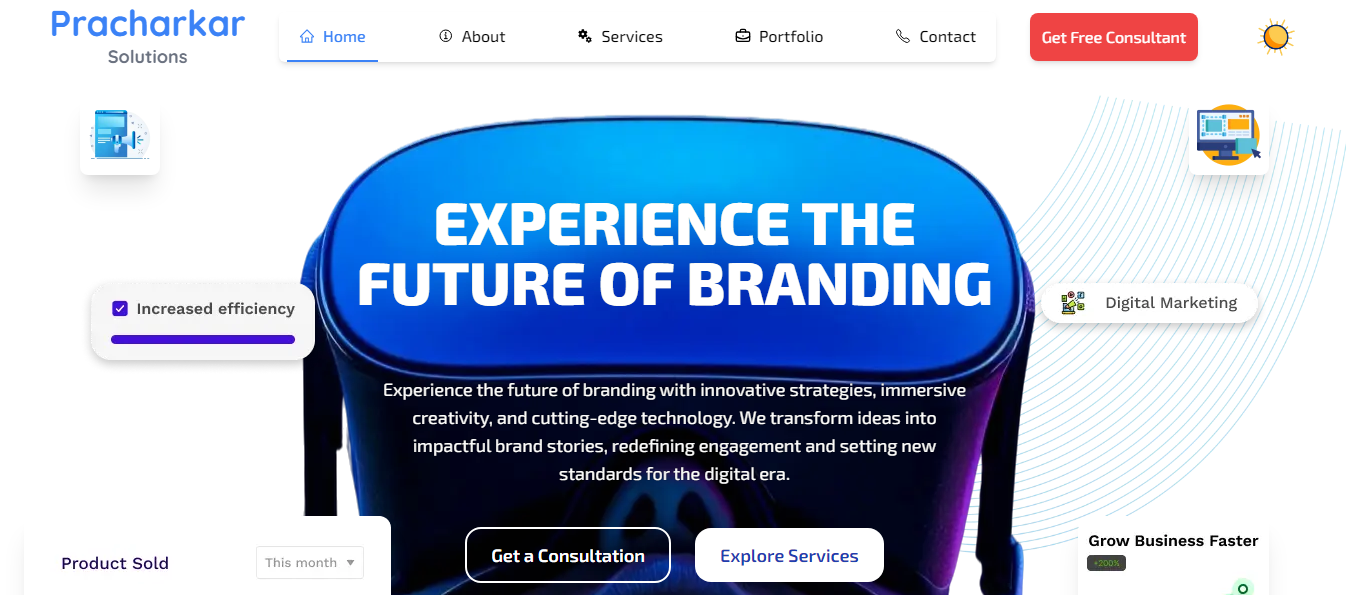 Pracharkar
Solutions
Home
About
Services
Portfolio
Contact
Get Free Consultant
EXPERIENCE THE
FUTURE OF BRANDING
Increased efficiency
Digital Marketing
Experience the future of branding with innovative strategies, immersive
creativity, and cutting-edge technology. We transform ideas into
impactful brand stories, redefining engagement and setting new
standards for the digital era.
Get a Consultation
Explore Services
Product Sold
This month
Grow Business Faster
+200%